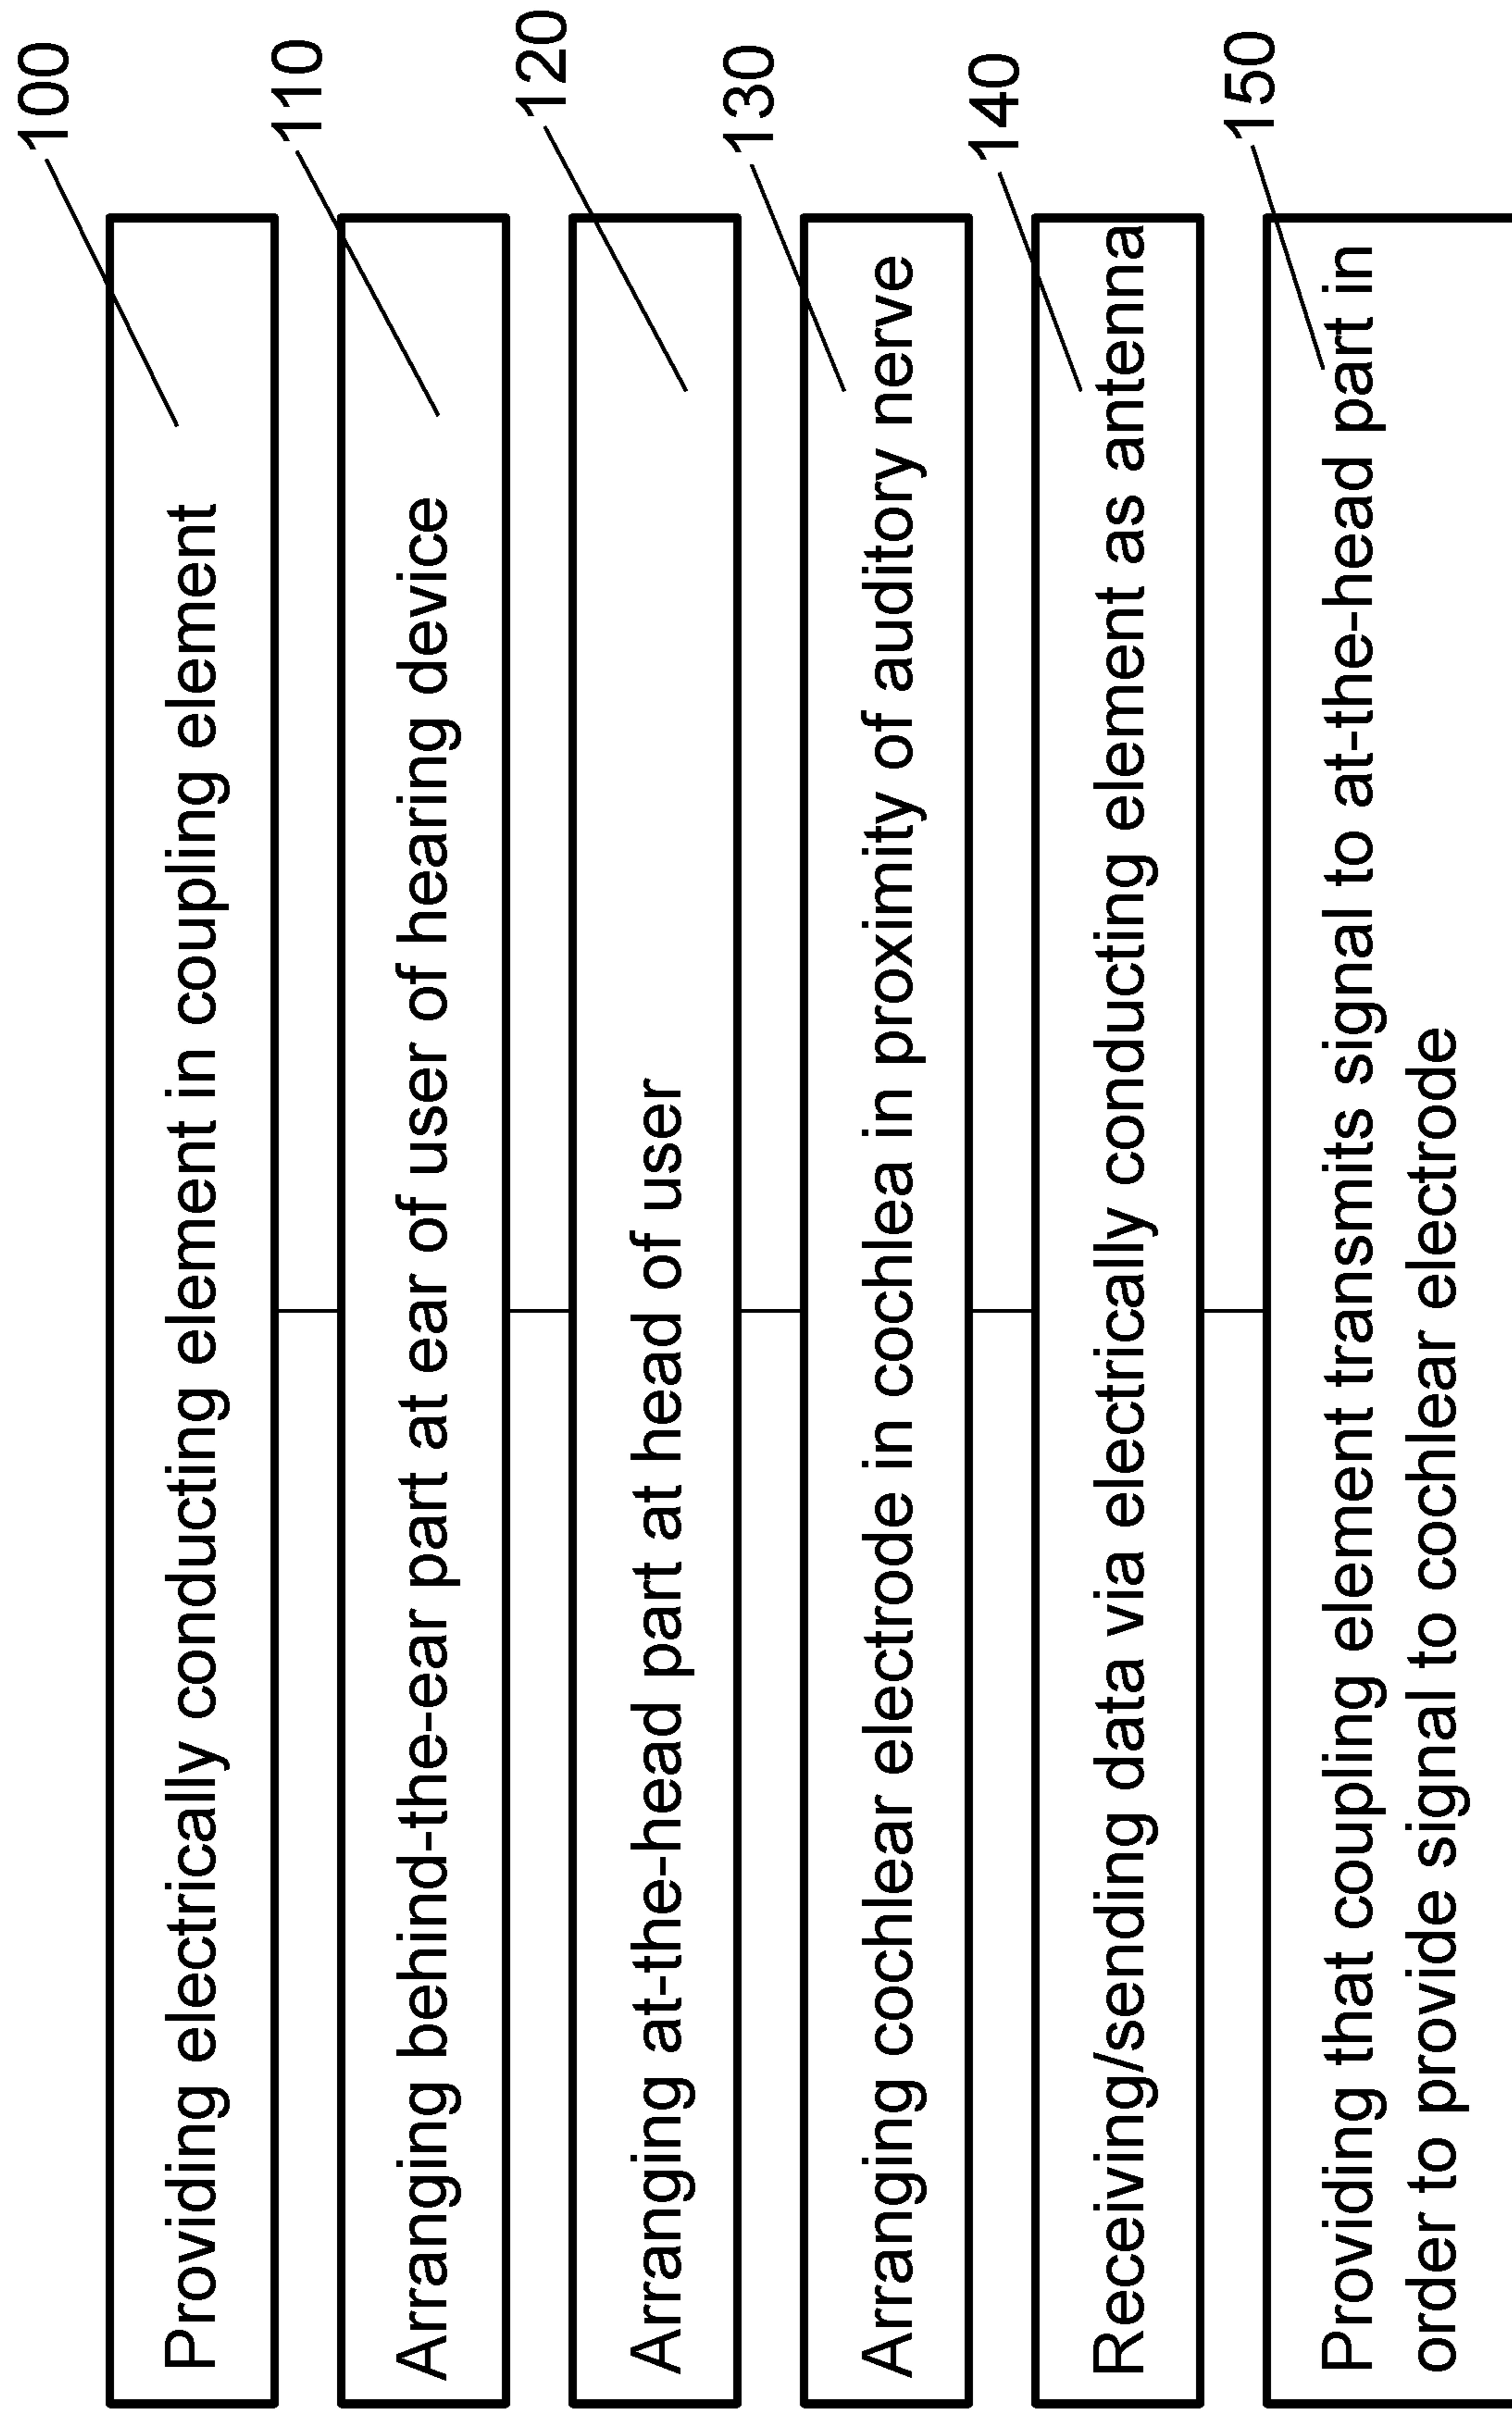 Providing electrically conducting element in coupling element
100
Arranging behind-the-ear part at ear of user of hearing device
110
Arranging at-the-head part at head of user
120
Arranging cochlear electrode in cochlea in proximity of auditory nerve
130
Receiving/sending data via electrically conducting element as antenna
140
Providing that coupling element transmits signal to at-the-head part in
order to provide signal to cochlear electrode
150